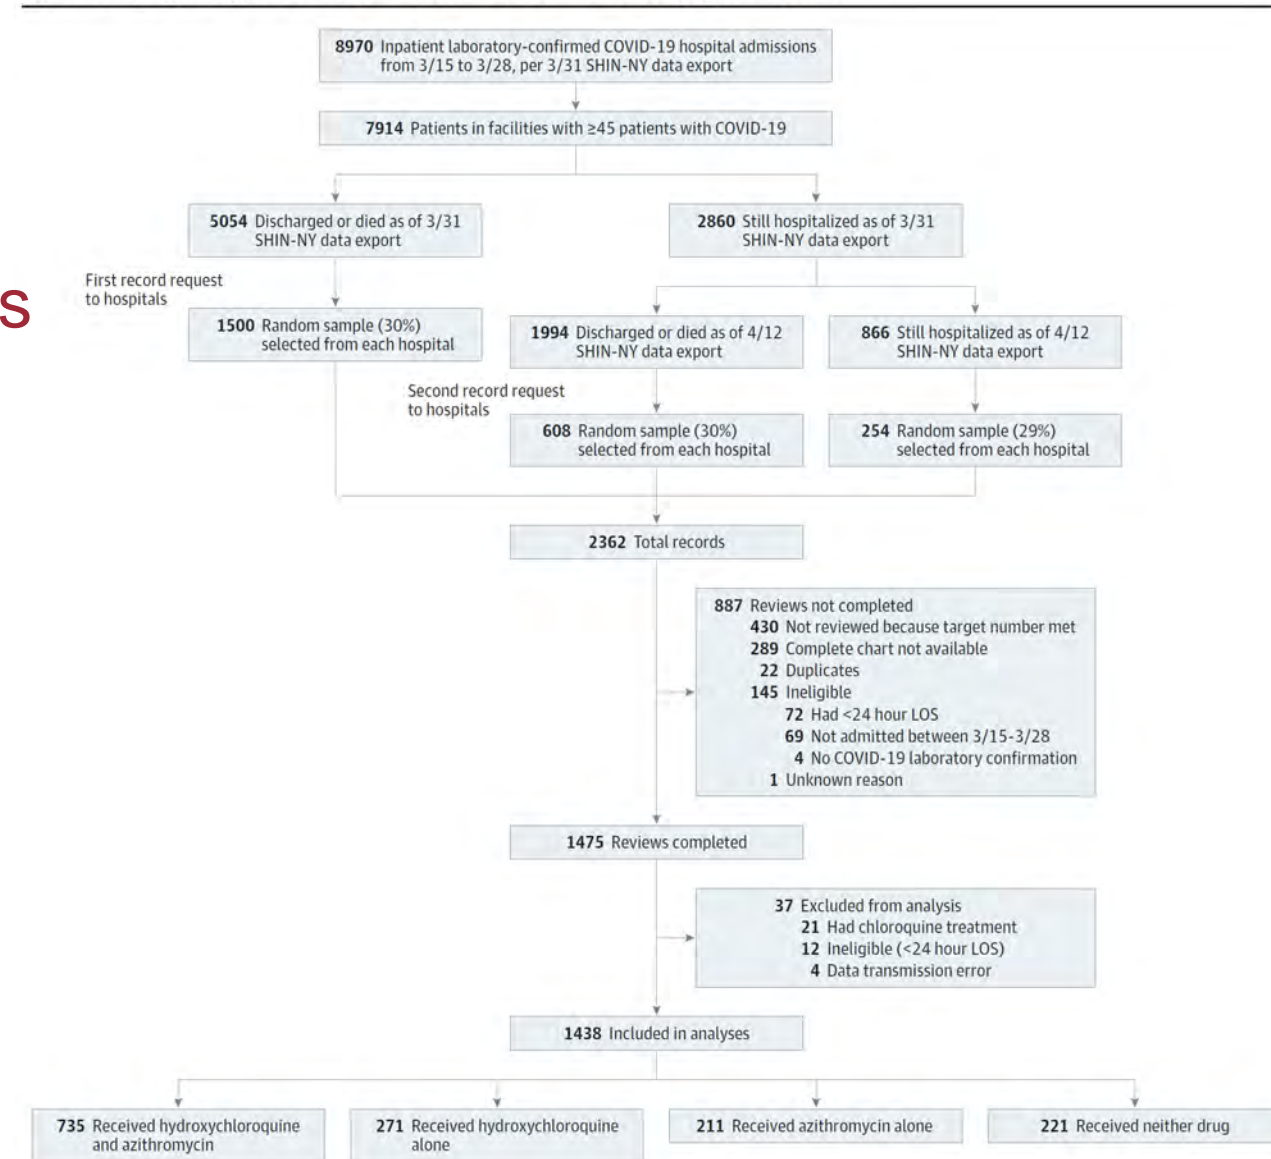 8970 Inpatient laboratory-confirmed COVID-19 hospital admissions
from 3/15 to 3/28, per 3/31 SHIN-NY data export
7914 Patients in facilities with ≥45 patients with COVID-19
5054 Discharged or died as of 3/31
SHIN-NY data export
2860 Still hospitalized as of 3/31
SHIN-NY data export
First record request
to hospitals
s
1500 Random sample (30%)
selected from each hospital
1994 Discharged or died as of 4/12
SHIN-NY data export
866 Still hospitalized as of 4/12
SHIN-NY data export
Second record request
to hospitals
608 Random sample (30%)
selected from each hospital
254 Random sample (29%)
selected from each hospital
2362 Total records
887 Reviews not completed
430 Not reviewed because target number met
289 Complete chart not available
22 Duplicates
145 Ineligible
72 Had <24 hour LOS
69 Not admitted between 3/15-3/28
4 No COVID-19 laboratory confirmation
1 Unknown reason
1475 Reviews completed
37 Excluded from analysis
21 Had chloroquine treatment
12 Ineligible (<24 hour LOS)
4 Data transmission error
1438 Included in analyses
735 Received hydroxychloroquine
and azithromycin
271 Received hydroxychloroquine
alone
211 Received azithromycin alone
221 Received neither drug